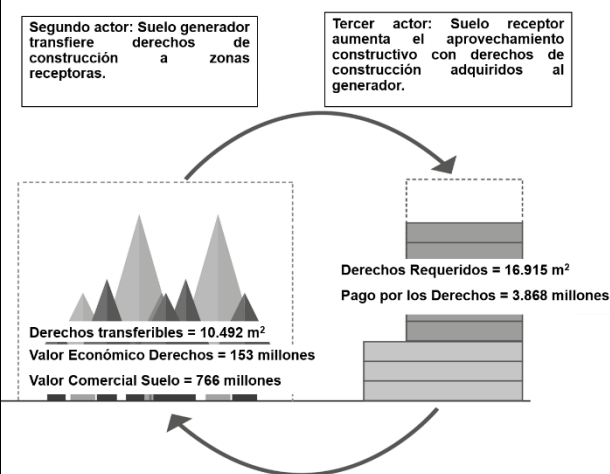 Segundo actor: Suelo generador
transfiere derechos de
construcción a zonas
receptoras.
Tercer actor: Suelo receptor
aumenta el aprovechamiento
constructivo con derechos de
construcción adquiridos al
generador.
Derechos Requeridos = 16.915 m²
Pago por los Derechos = 3.868 millones
Derechos transferibles = 10.492 m²
Valor Económico Derechos = 153 millones
Valor Comercial Suelo = 766 millones